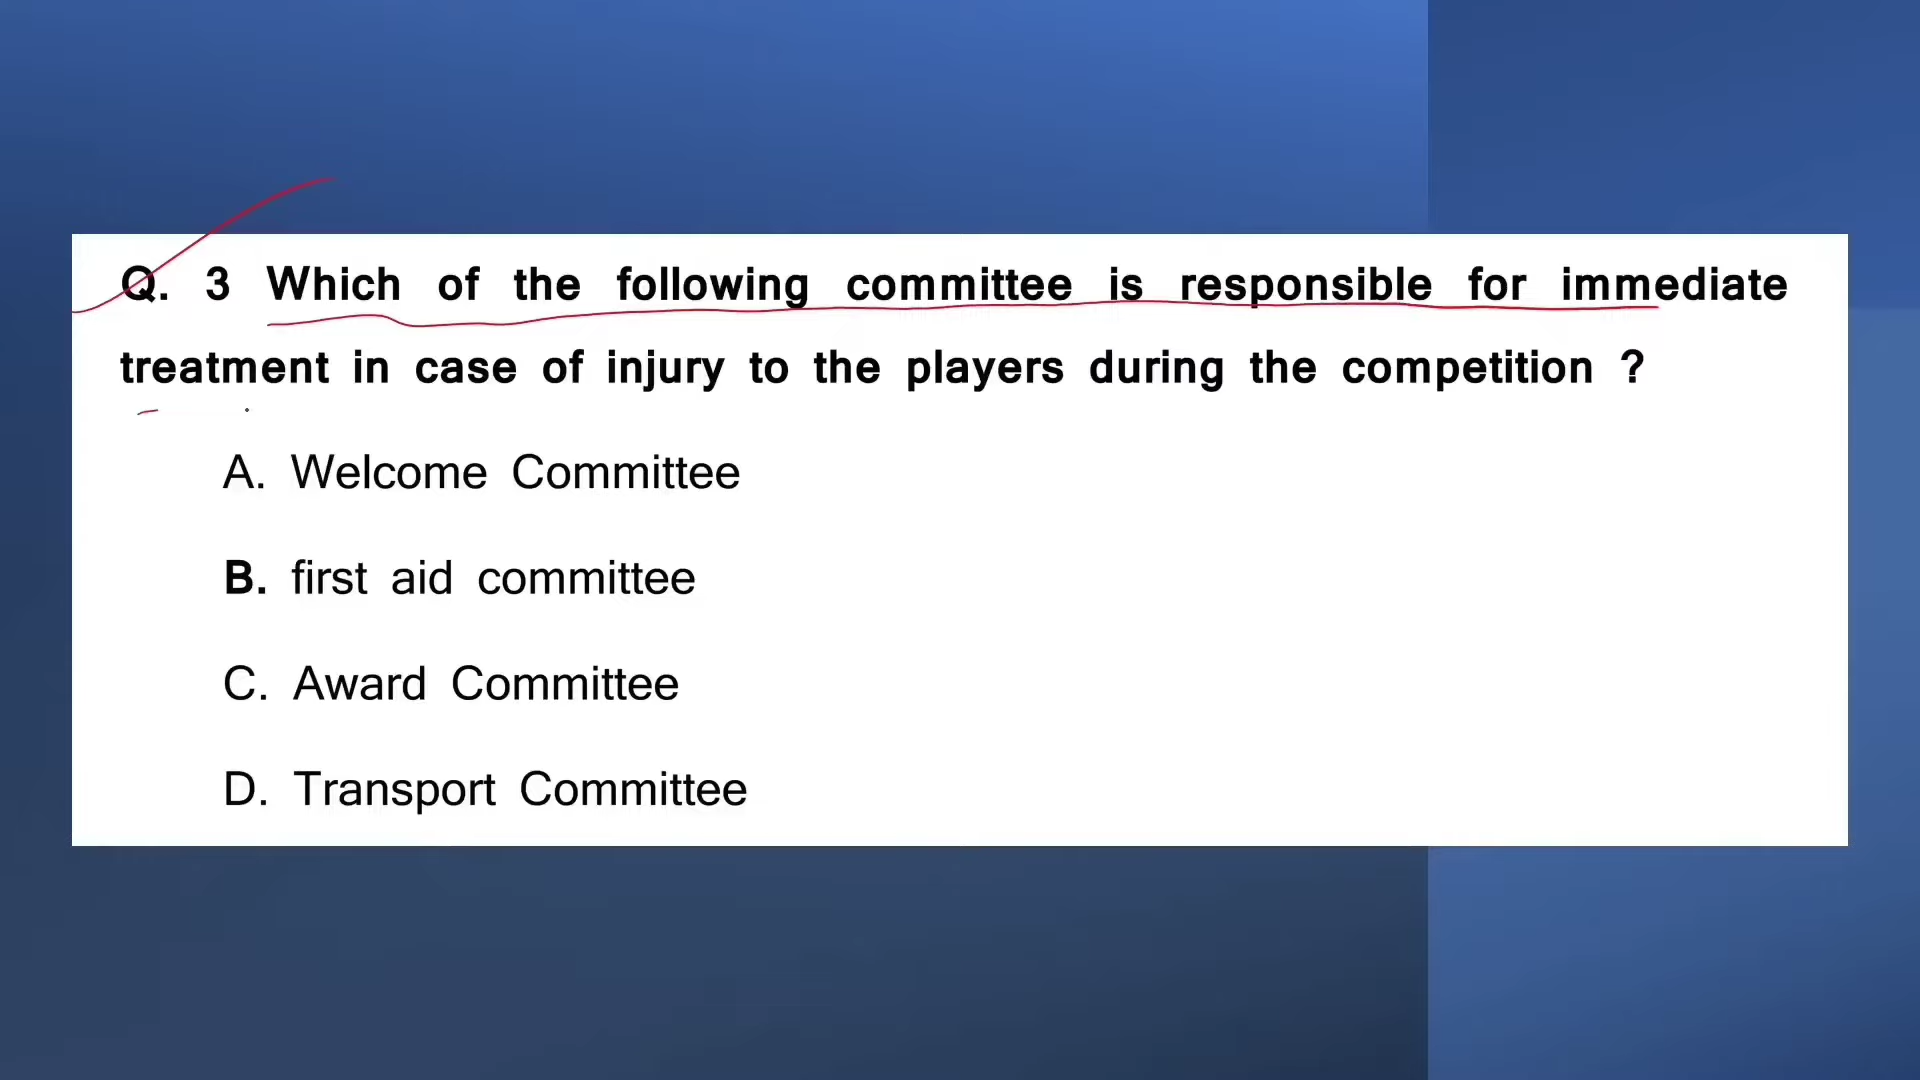 Q. 3 Which of the following committee is responsible for immediate
treatment in case of injury to the players during the competition ?
A. Welcome Committee
B. first aid committee
C. Award Committee
D. Transport Committee